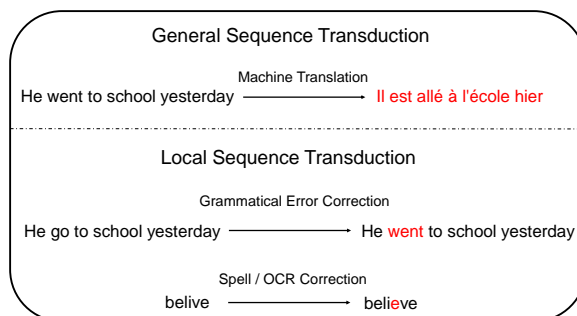 General Sequence Transduction
Machine Translation
He went to school yesterday Il est allé à l'école hier
Local Sequence Transduction
Grammatical Error Correction
He go to school yesterday He went to school yesterday
Spell / OCR Correction
belive believe